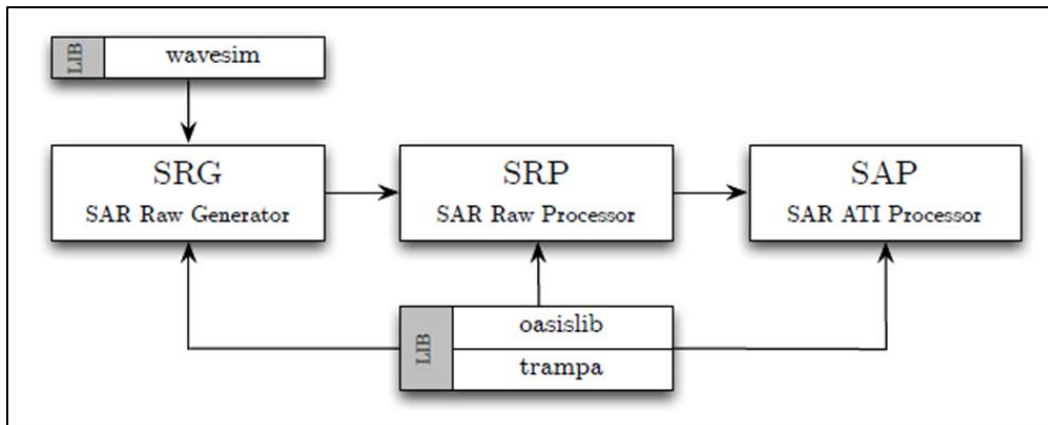 LIB
wavesim
SRG
SAR Raw Generator
SRP
SAR Raw Processor
SAP
SAR ATI Processor
LIB
oasislib
trampa